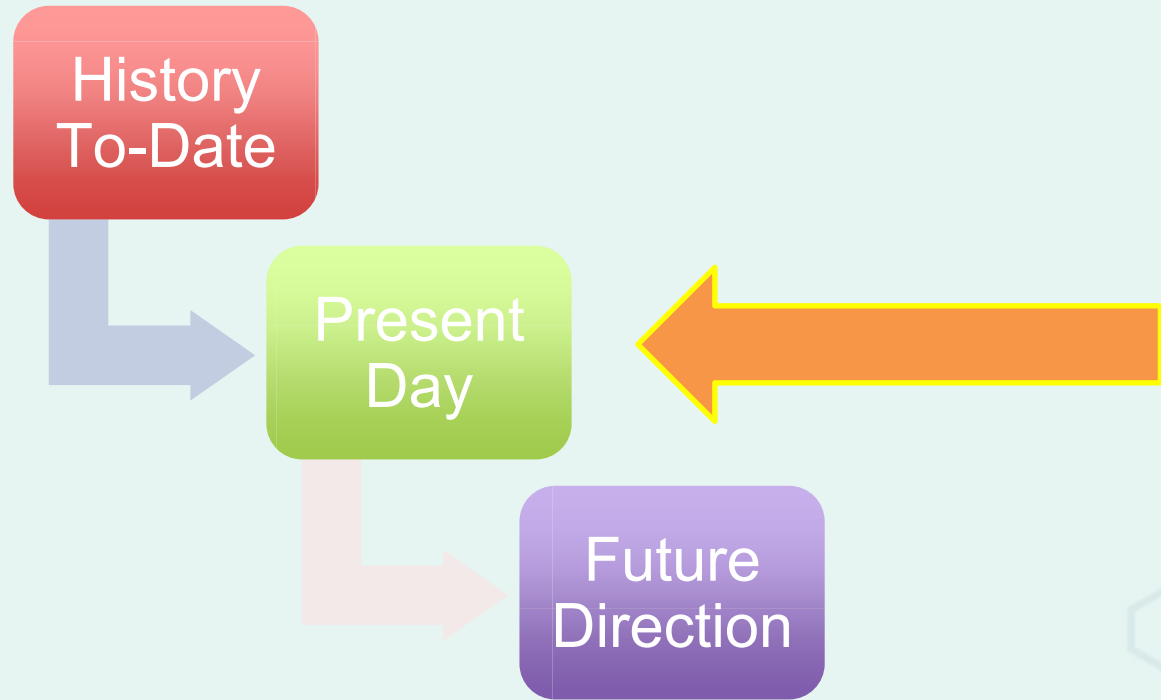 History
To-Date
Present
Day
Future
Direction